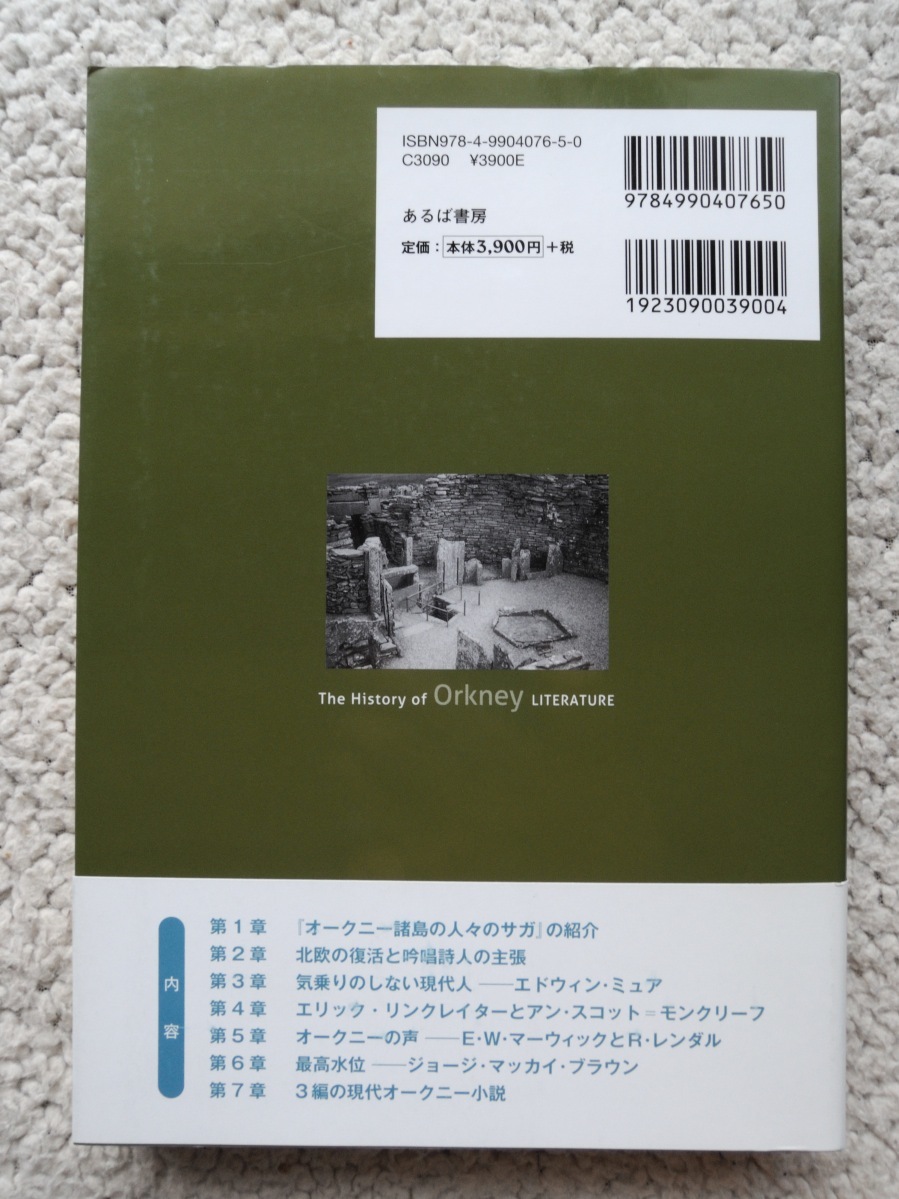 ISBN978-4-9904076-5-0
C3090 ¥3900E
9784990407650
あるば書房
定価：本体3,900円＋税
1923090039004
The History of Orkney LITERATURE
内容
第1章 『オークニー諸島の人々のサガ』の紹介
第2章 北欧の復活と吟唱詩人の主張
第3章 気乗りのしない現代人 ――エドウィン・ミュア
第4章 エリック・リンクレイターとアン・スコット＝モンクリーフ
第5章 オークニーの声 ――E・W・マーウィックとR・レンダル
第6章 最高水位 ――ジョージ・マッカイ・ブラウン
第7章 3編の現代オークニー小説